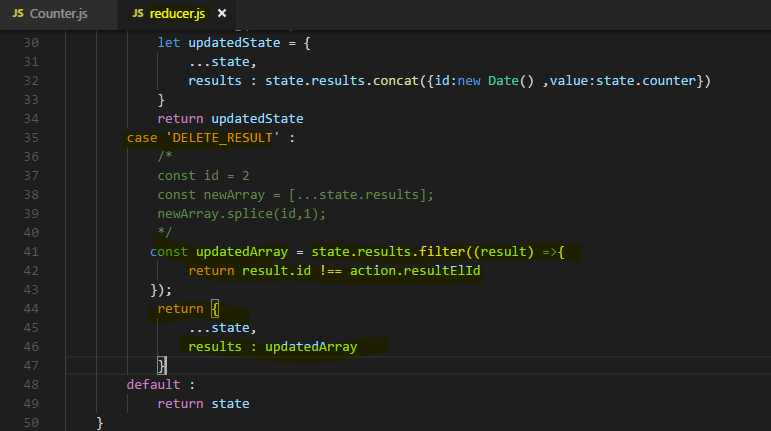 JS Counter.js JS reducer.js ×
30 let updatedState = {
31 ...state,
32 results : state.results.concat({id:new Date() ,value:state.counter})
33 }
34 return updatedState
35 case 'DELETE_RESULT' :
36 /*
37 const id = 2
38 const newArray = [...state.results];
39 newArray.splice(id,1);
40 */
41 const updatedArray = state.results.filter((result) =>{
42 return result.id !== action.resultElId
43 });
44 return {
45 ...state,
46 results : updatedArray
47 }
48 default :
49 return state
50 }